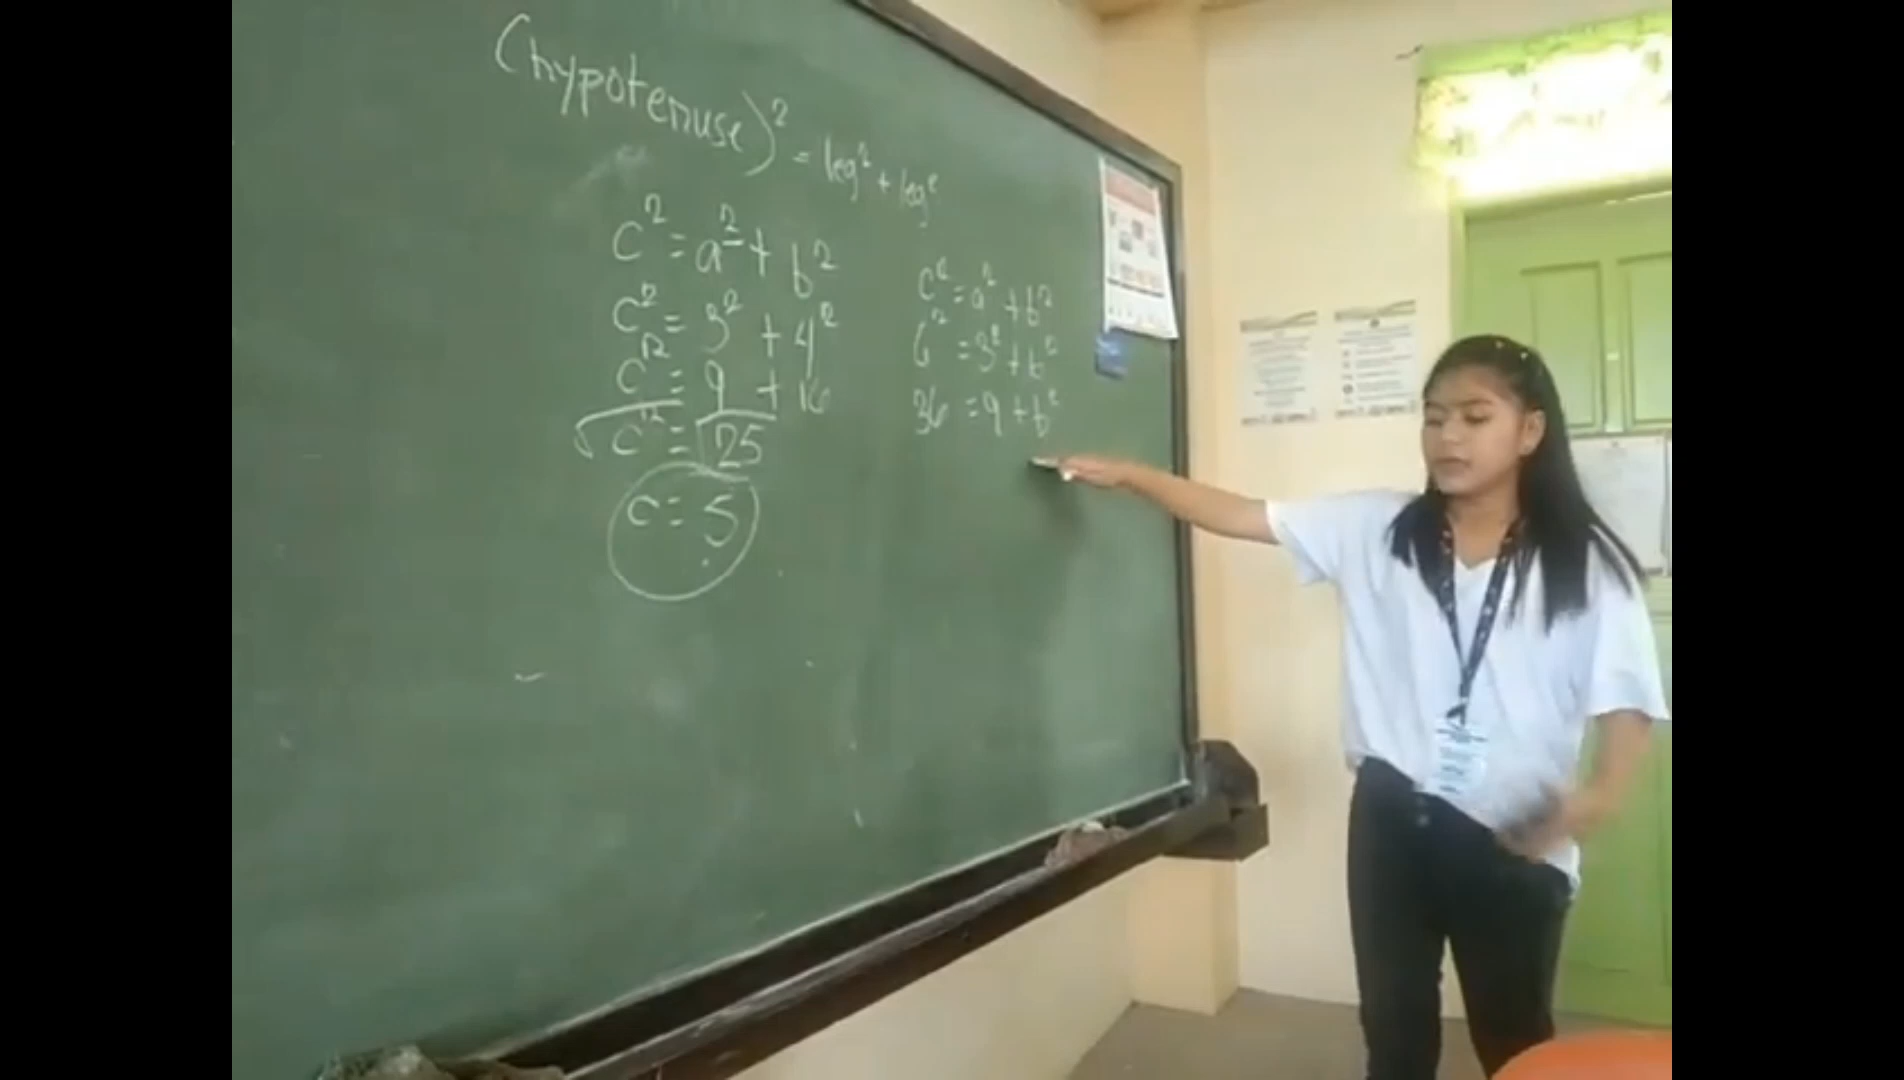 (hypotenuse)² = leg² + leg²
c² = a² + b²
c² = 3² + 4²
c² = 9 + 16
√c² = √25
c = 5
c² = a² + b²
6² = 3² + b²
36 = 9 + b²